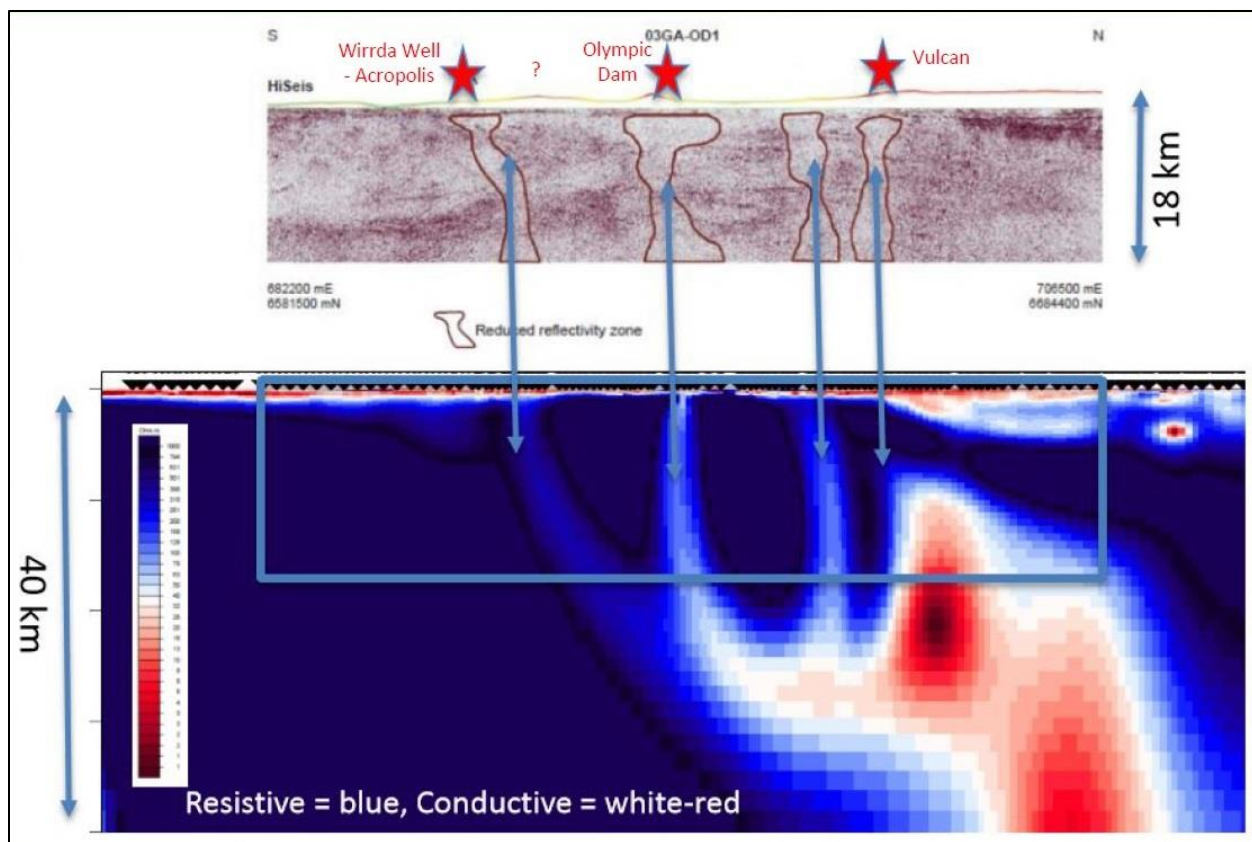 S
03GA-OD1
N
Wirrda Well
- Acropolis
?
Olympic
Dam
Vulcan
HiSeis
18 km
682200 mE
6581500 mN
706500 mE
6684400 mN
Reduced reflectivity zone
40 km
Resistive = blue, Conductive = white-red